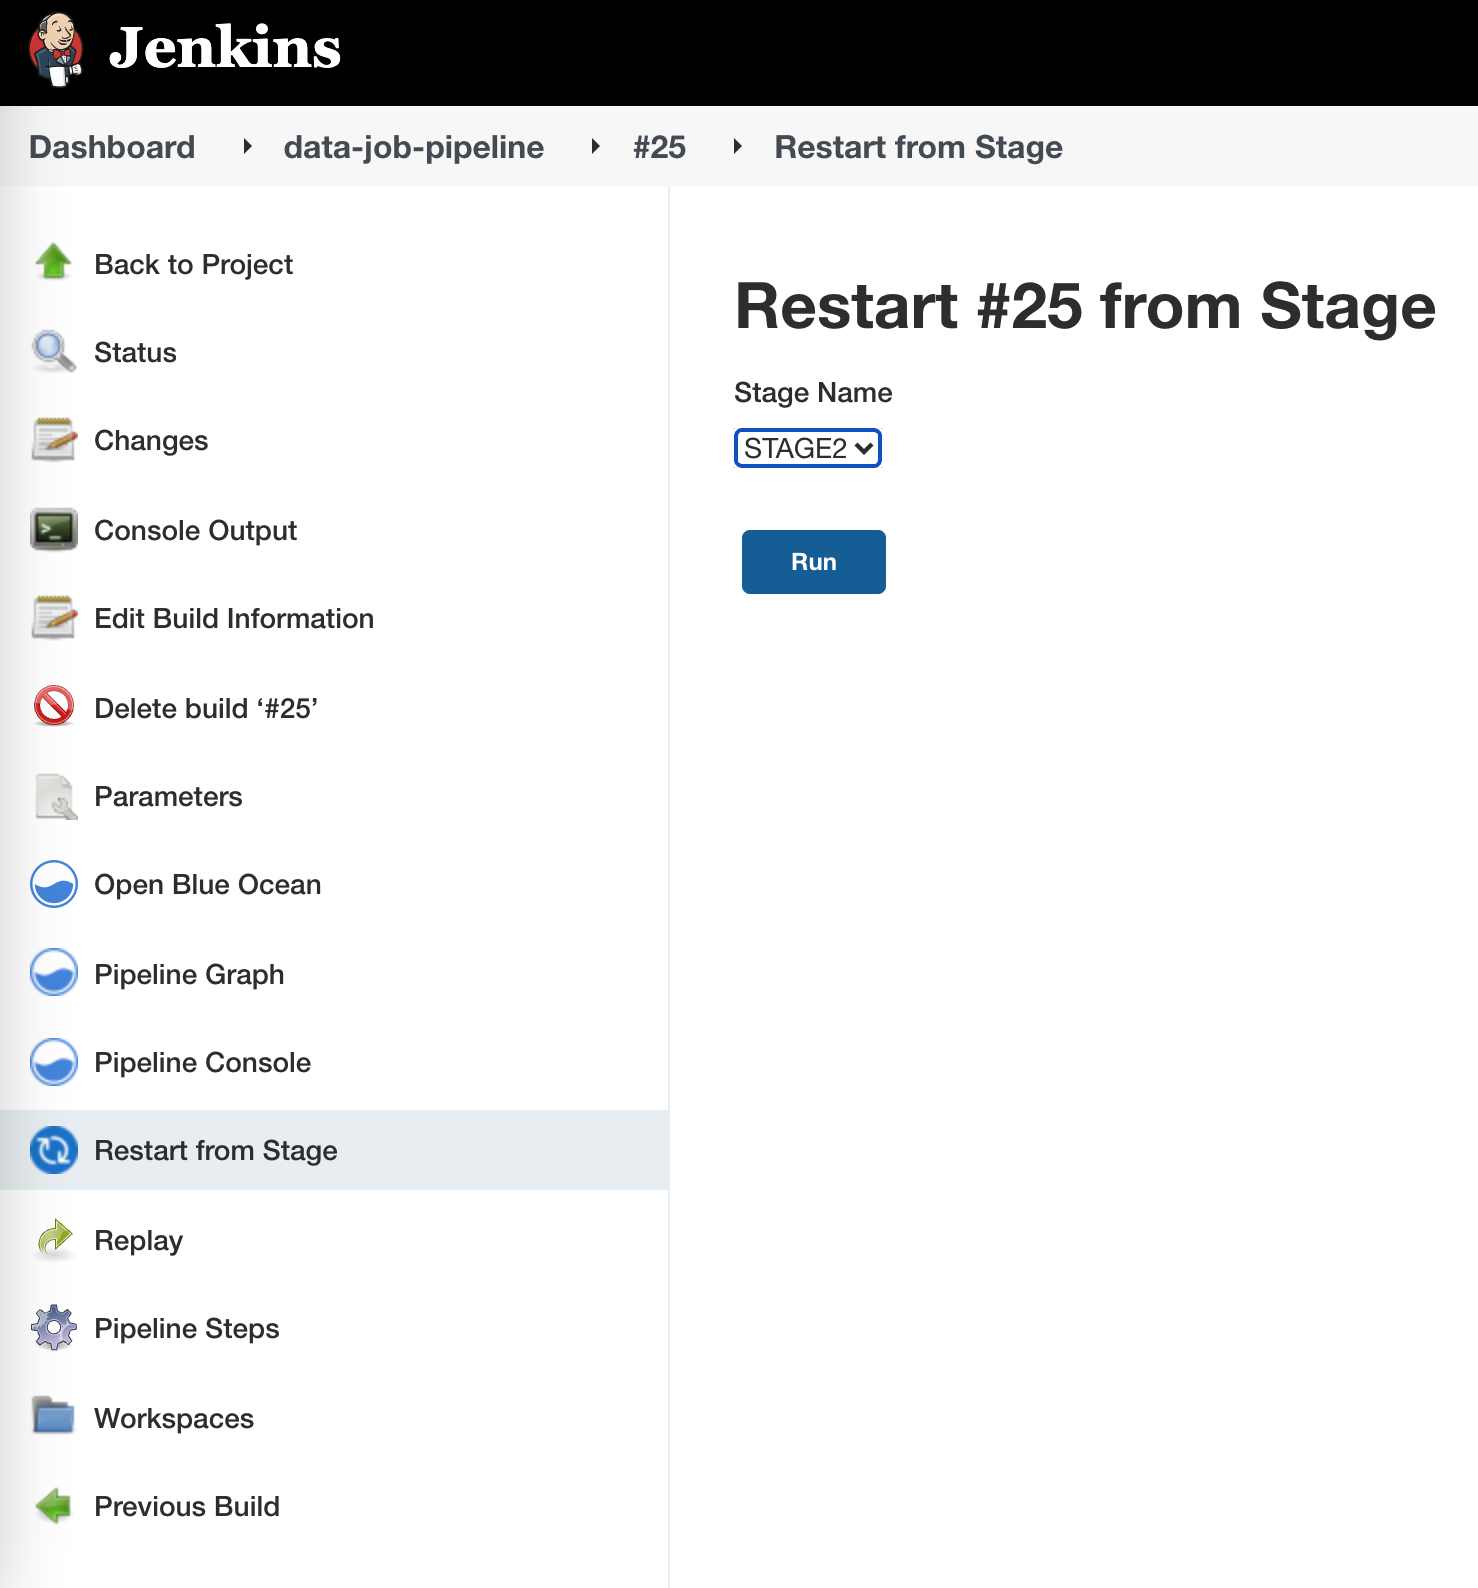 Jenkins
Dashboard
data-job-pipeline
#25
Restart from Stage
Back to Project
Status
Changes
Console Output
Edit Build Information
Delete build ‘#25’
Parameters
Open Blue Ocean
Pipeline Graph
Pipeline Console
Restart from Stage
Replay
Pipeline Steps
Workspaces
Previous Build
Restart #25 from Stage
Stage Name
STAGE2
Run